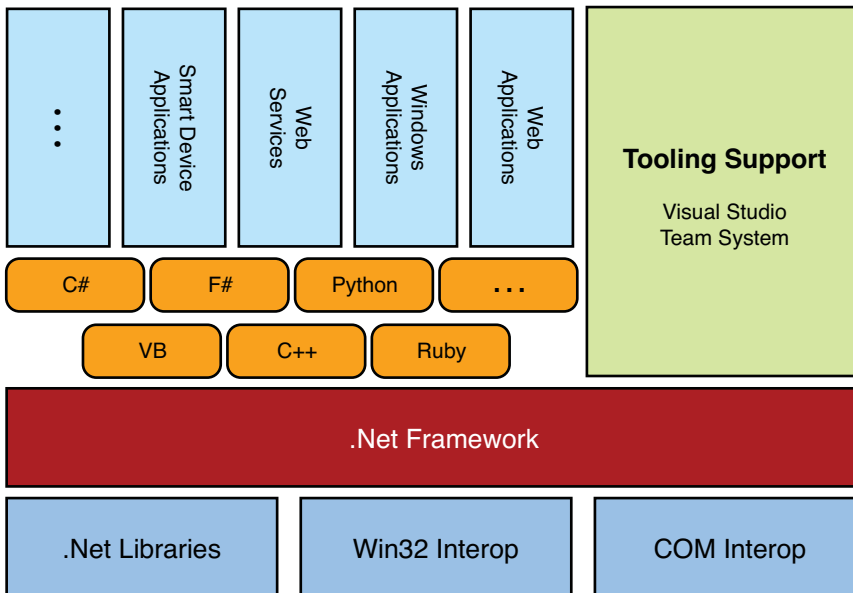 ...
Smart Device
Applications
Web
Services
Windows
Applications
Web
Applications
Tooling Support
Visual Studio
Team System
C#
F#
Python
...
VB
C++
Ruby
.Net Framework
.Net Libraries
Win32 Interop
COM Interop